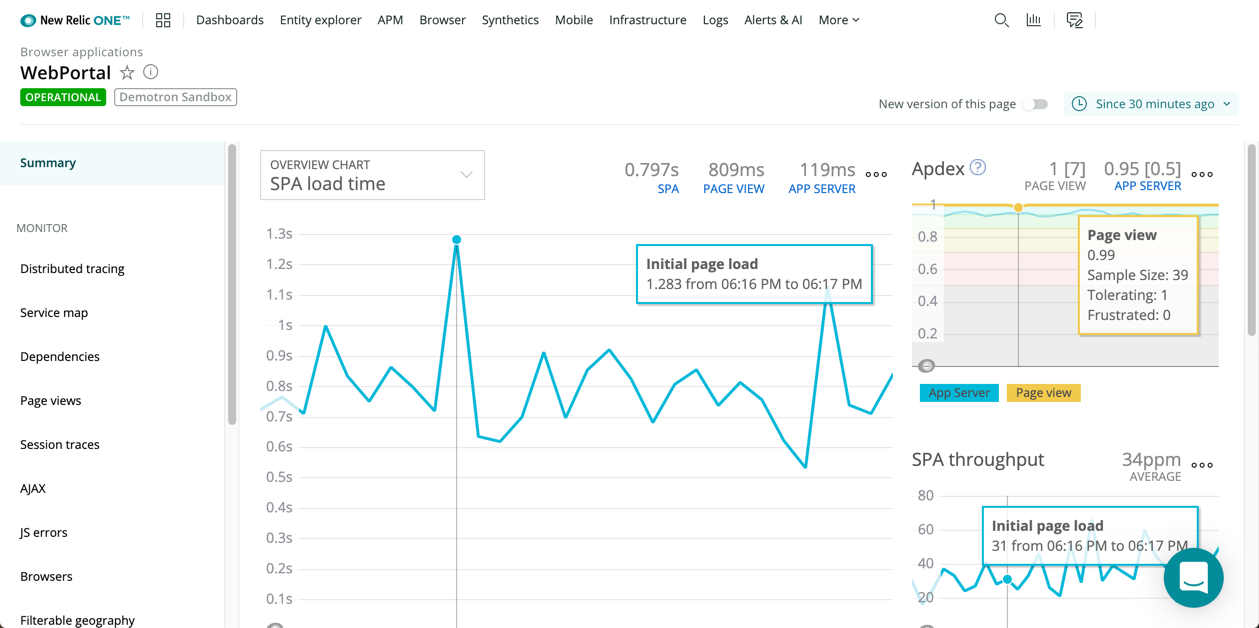 New Relic ONE™
Dashboards Entity explorer APM Browser Synthetics Mobile Infrastructure Logs Alerts & AI More
Browser applications
WebPortal
OPERATIONAL Demotron Sandbox
New version of this page Since 30 minutes ago
Summary
MONITOR
Distributed tracing
Service map
Dependencies
Page views
Session traces
AJAX
JS errors
Browsers
Filterable geography
OVERVIEW CHART
SPA load time
0.797s 809ms 119ms
SPA PAGE VIEW APP SERVER
1.3s
1.2s
1.1s
1s
0.9s
0.8s
0.7s
0.6s
0.5s
0.4s
0.3s
0.2s
0.1s
Initial page load
1.283 from 06:16 PM to 06:17 PM
Apdex ? 1 [7] 0.95 [0.5]
PAGE VIEW APP SERVER
1
0.8
0.6
0.4
0.2
Page view
0.99
Sample Size: 39
Tolerating: 1
Frustrated: 0
App Server Page view
SPA throughput 34ppm
AVERAGE
80
60
40
20
Initial page load
31 from 06:16 PM to 06:17 PM